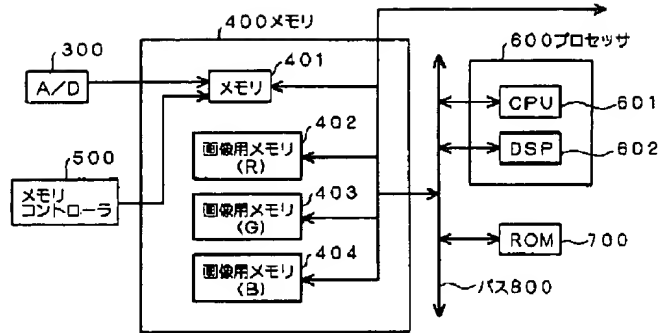 400メモリ
600プロセッサ
300
401
A/D
メモリ
CPU
601
402
画像用メモリ
(R)
DSP
602
500
メモリ
コントローラ
403
画像用メモリ
(G)
ROM
700
404
画像用メモリ
(B)
バス800